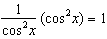 1/cos²x (cos²x) = 1